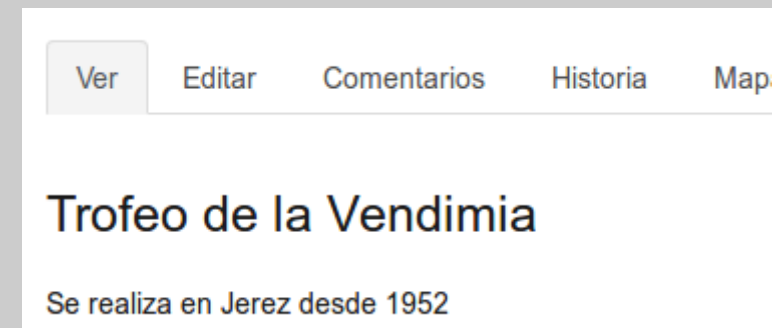 Ver Editar Comentarios Historia
Trofeo de la Vendimia
Se realiza en Jerez desde 1952